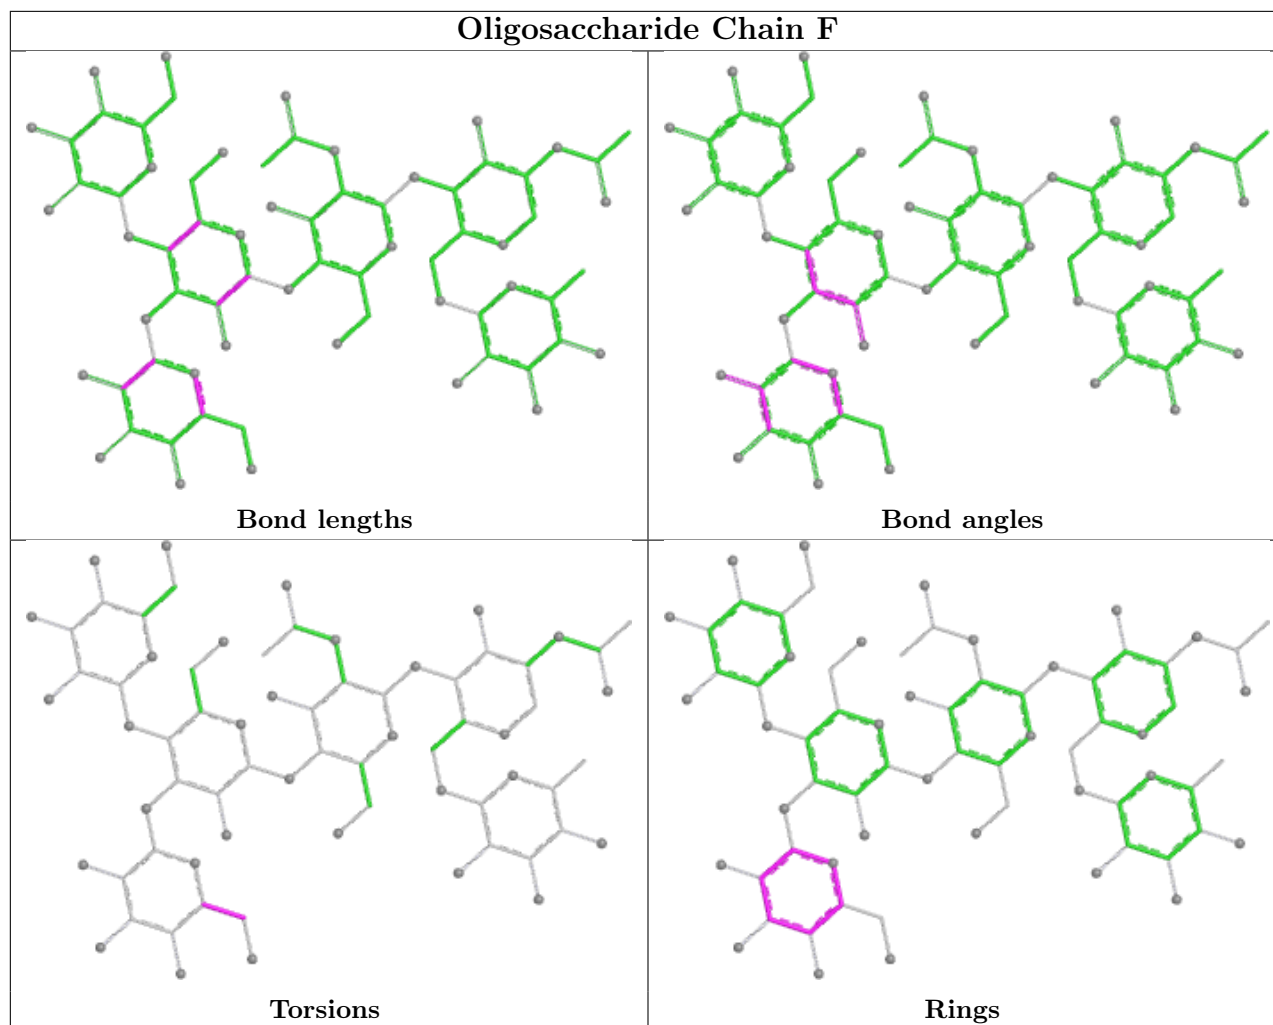 Oligosaccharide Chain F
Bond lengths
Bond angles
Torsions
Rings